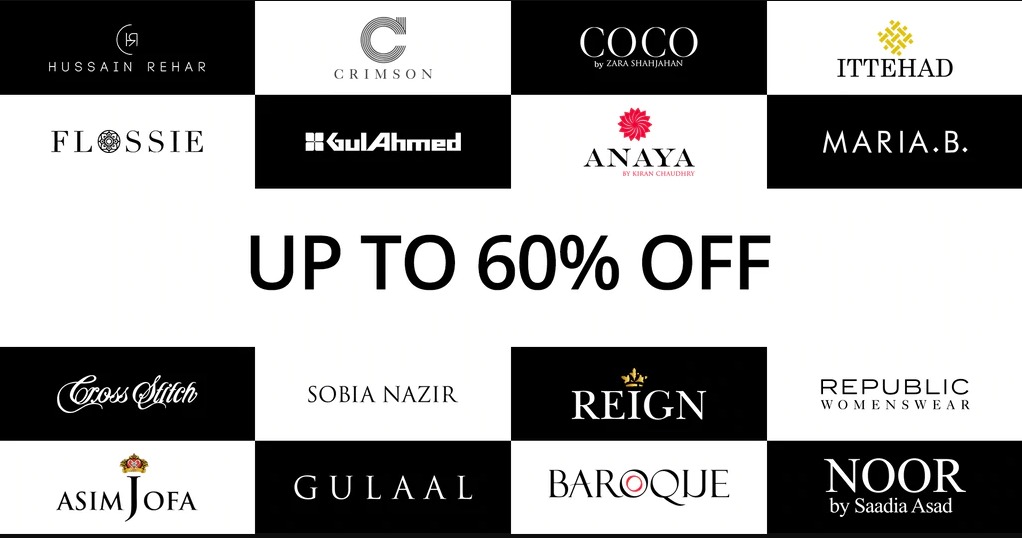 HUSSAIN REHAR
CRIMSON
COCO
by ZARA SHAHJAHAN
ITTEHAD
FLOSSIE
GulAhmed
ANAYA
BY KIRAN CHAUDHRY
MARIA.B.
UP TO 60% OFF
Cross Stitch
SOBIA NAZIR
REIGN
REPUBLIC
WOMENSWEAR
ASIM JOFA
GULAAL
BAROQUE
NOOR
by Saadia Asad